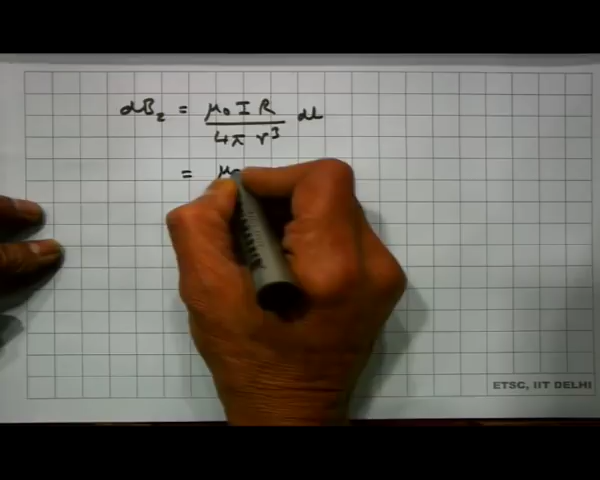 dB_z = μ₀ I R / 4π r³ dl
= μ₀
ETSC, IIT DELHI